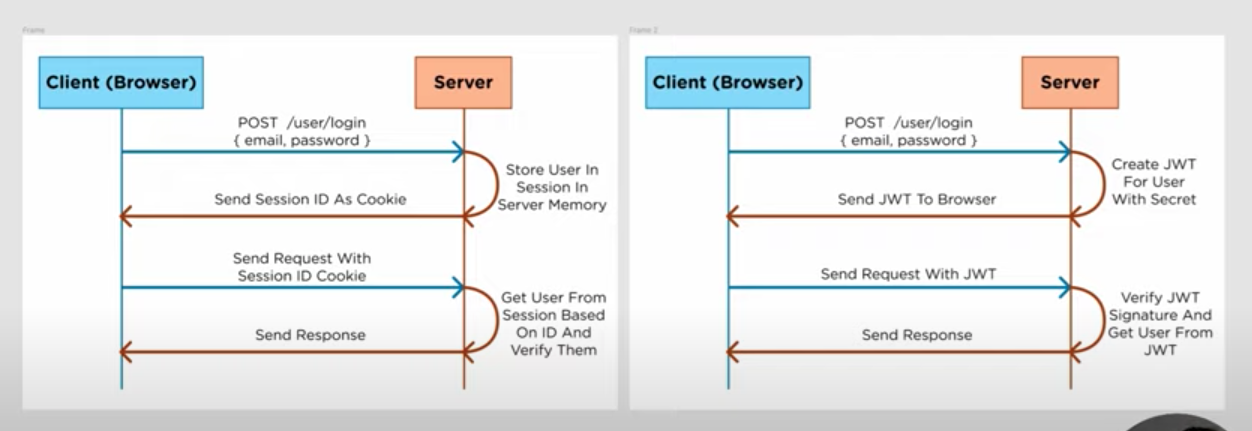 Frame
Client (Browser)
Server
POST /user/login
{ email, password }
Store User In
Session In
Server Memory
Send Session ID As Cookie
Send Request With
Session ID Cookie
Get User From
Session Based
On ID And
Verify Them
Send Response
Frame 2
Client (Browser)
Server
POST /user/login
{ email, password }
Create JWT
For User
With Secret
Send JWT To Browser
Send Request With JWT
Verify JWT
Signature And
Get User From
JWT
Send Response